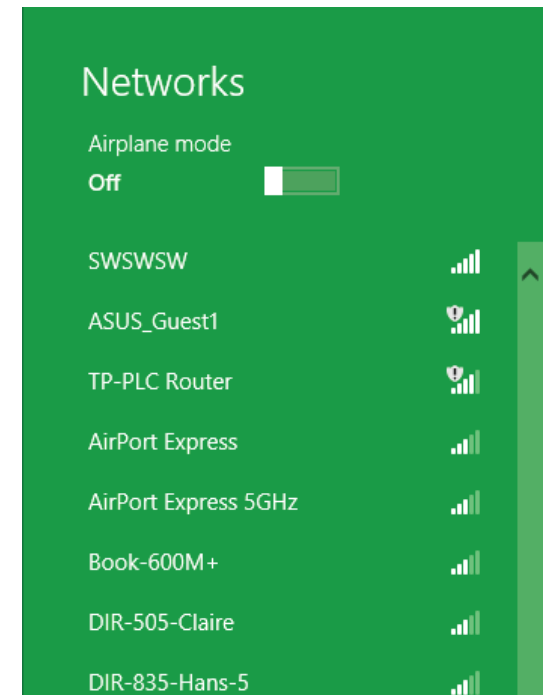 Networks
Airplane mode
Off
SWSWSW
ASUS_Guest1
TP-PLC Router
AirPort Express
AirPort Express 5GHz
Book-600M+
DIR-505-Claire
DIR-835-Hans-5